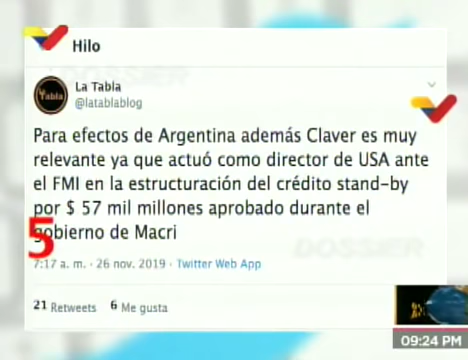 Hilo
La Tabla
@latablablog
Para efectos de Argentina además Claver es muy
relevante ya que actuó como director de USA ante
el FMI en la estructuración del crédito stand-by
por $ 57 mil millones aprobado durante el
gobierno de Macri
5
7:17 a. m. · 26 nov. 2019 · Twitter Web App
DOSSIER
21 Retweets 6 Me gusta
09:24 PM